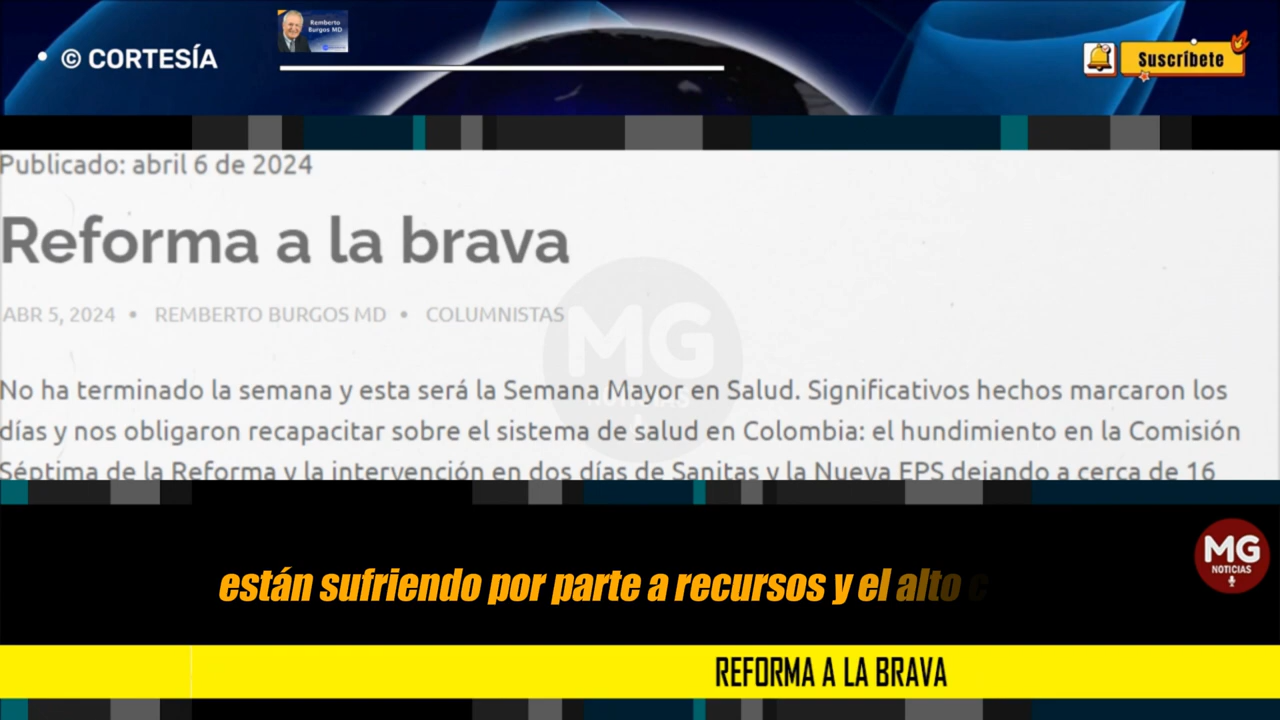 © CORTESÍA
Remberto
Burgos MD
Suscríbete
Publicado: abril 6 de 2024
Reforma a la brava
ABR 5, 2024 • REMBERTO BURGOS MD • COLUMNISTAS
MG
No ha terminado la semana y esta será la Semana Mayor en Salud. Significativos hechos marcaron los
días y nos obligaron recapacitar sobre el sistema de salud en Colombia: el hundimiento en la Comisión
Séptima de la Reforma y la intervención en dos días de Sanitas y la Nueva EPS dejando a cerca de 16
están sufriendo por parte a recursos y el alto c
MG
NOTICIAS
REFORMA A LA BRAVA